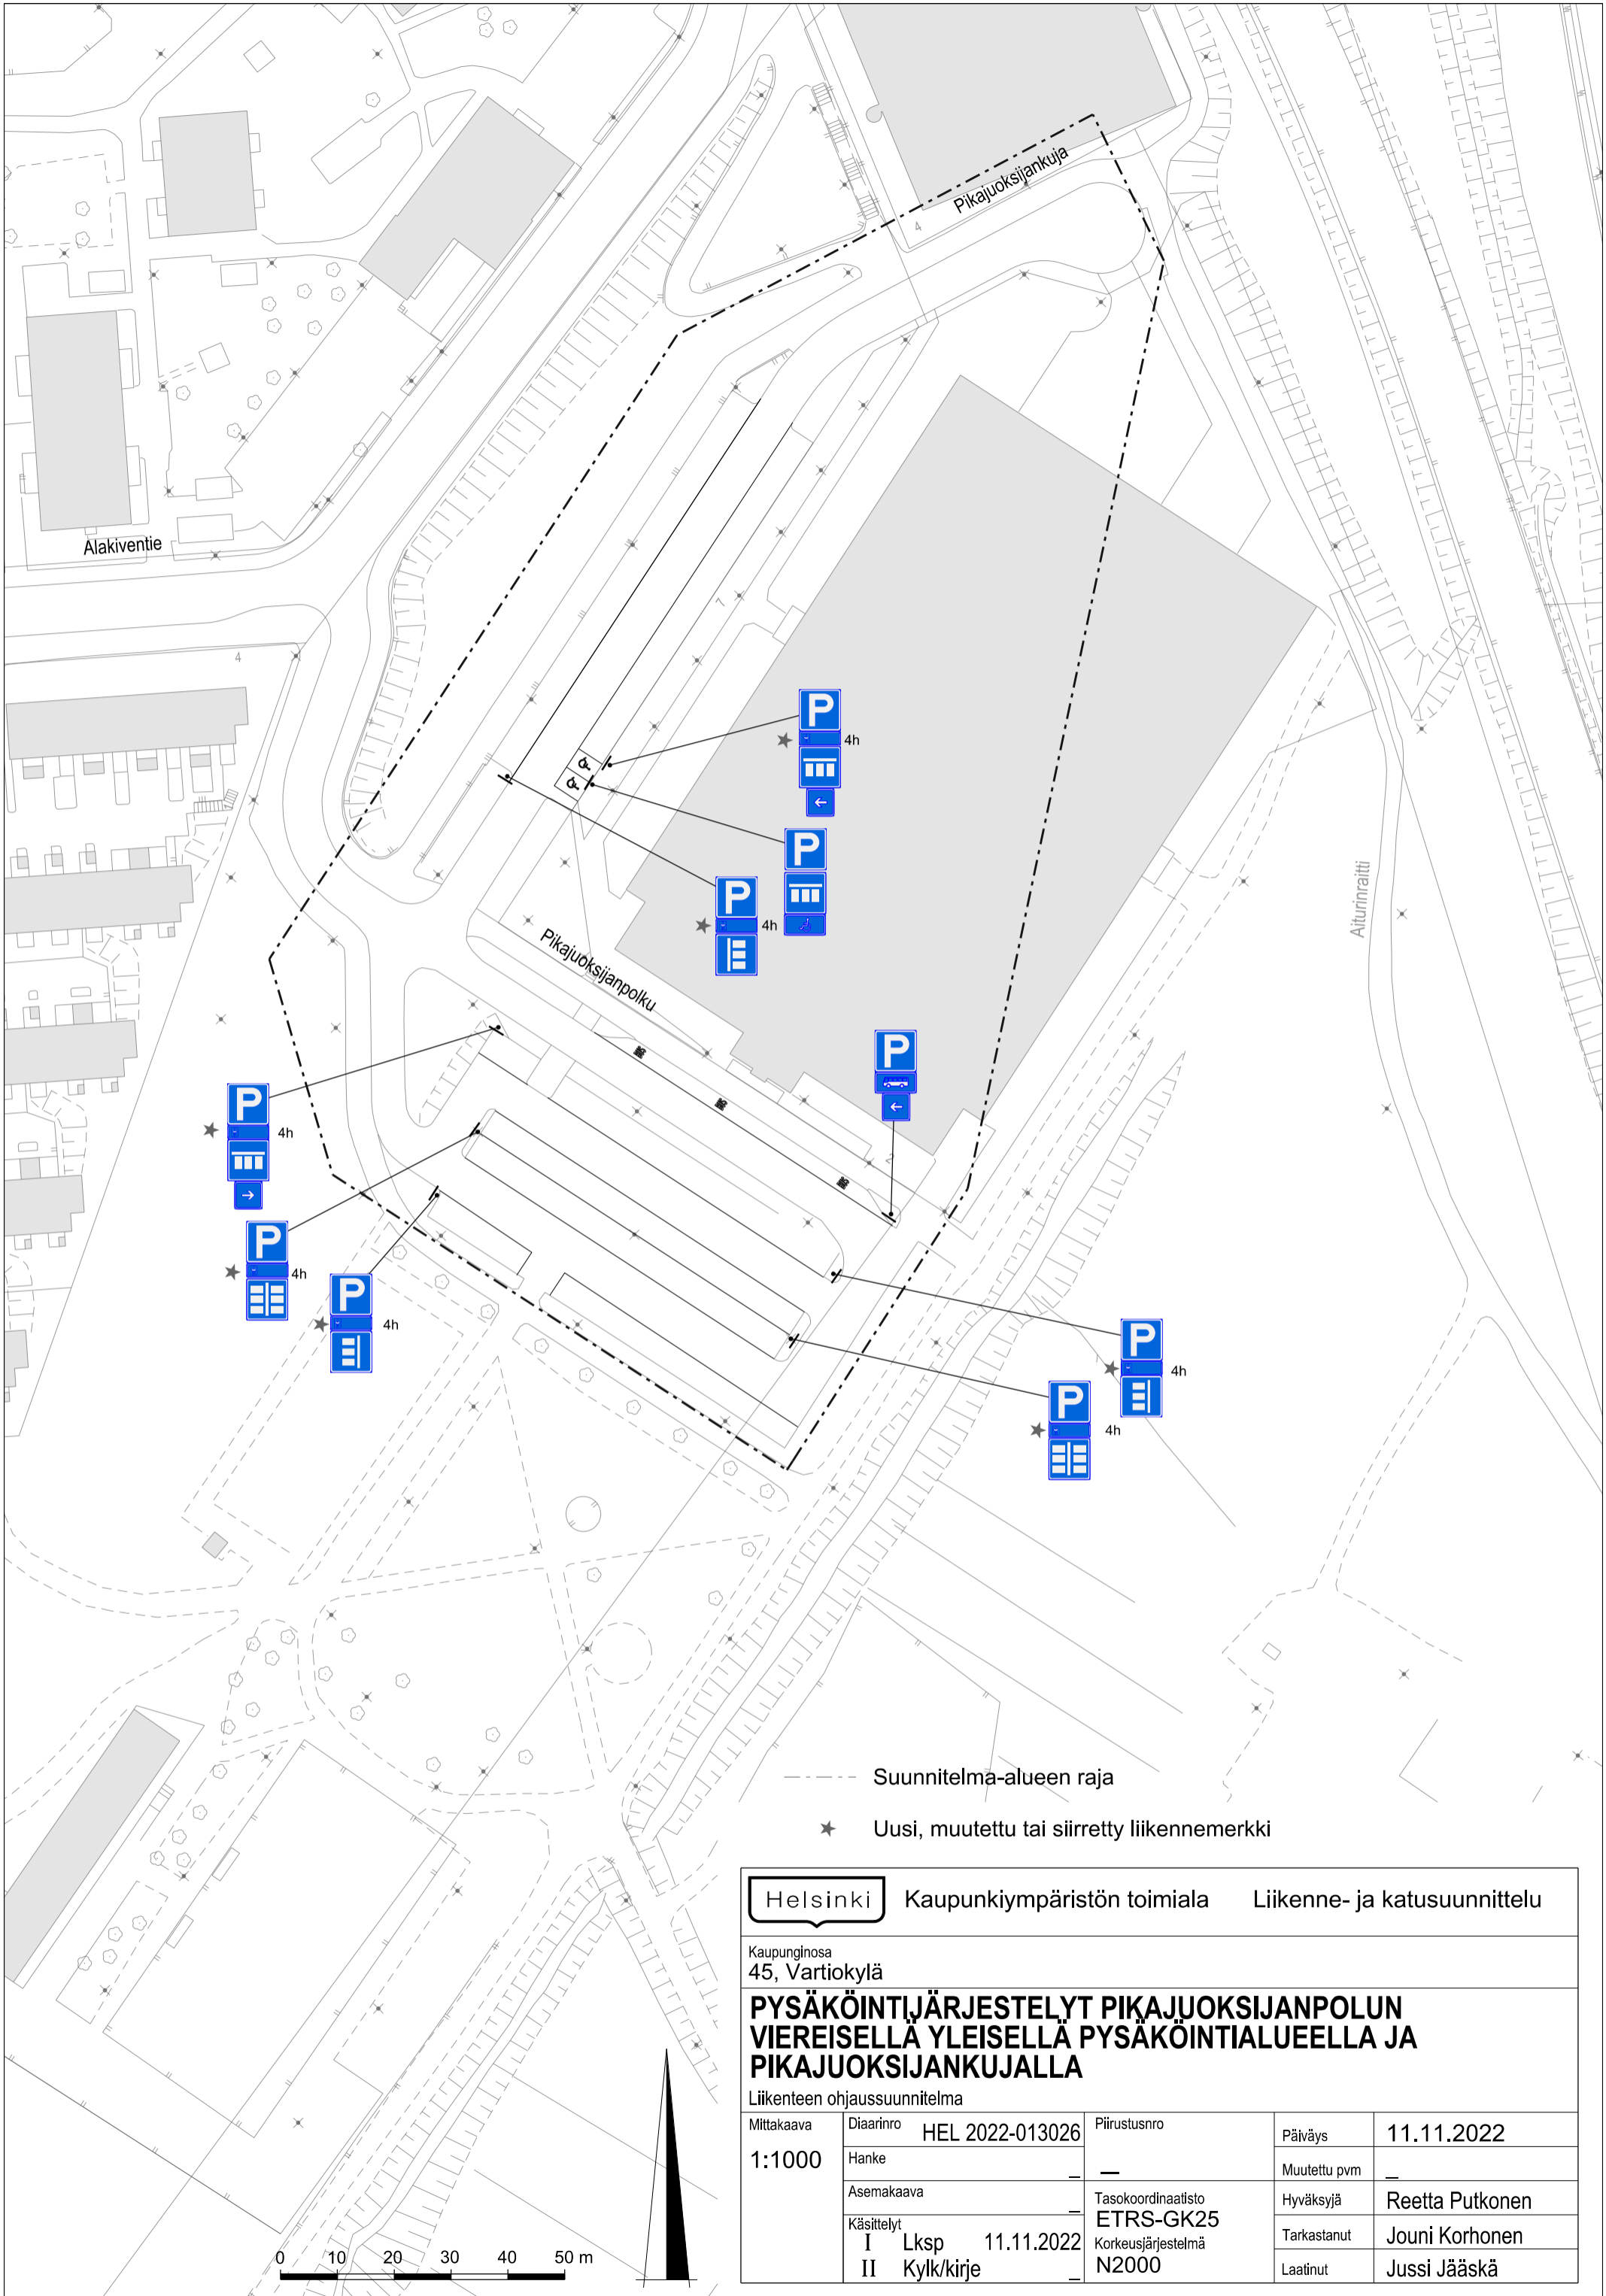 Pikajuoksijankuja
4
Alakiventie
4
7
P
4h
P
P
4h
Aiturinraitti
Pikajuoksijanpolku
P
2
P
4h
P
4h
P
4h
P
4h
P
4h
Suunnitelma-alueen raja
Uusi, muutettu tai siirretty liikennemerkki
Helsinki Kaupunkiympäristön toimiala Liikenne- ja katusuunnittelu
Kaupunginosa
45, Vartiokylä
PYSÄKÖINTIJÄRJESTELYT PIKAJUOKSIJANPOLUN
VIEREISELLÄ YLEISELLÄ PYSÄKÖINTIALUEELLA JA
PIKAJUOKSIJANKUJALLA
Liikenteen ohjaussuunnitelma
Mittakaava
1:1000
Diaarinro HEL 2022-013026
Hanke _
Asemakaava _
Käsittelyt
I Lksp 11.11.2022
II Kylk/kirje _
Piirustusnro
—
Tasokoordinaatisto
ETRS-GK25
Korkeusjärjestelmä
N2000
Päiväys 11.11.2022
Muutettu pvm _
Hyväksyjä Reetta Putkonen
Tarkastanut Jouni Korhonen
Laatinut Jussi Jääskä
0 10 20 30 40 50 m